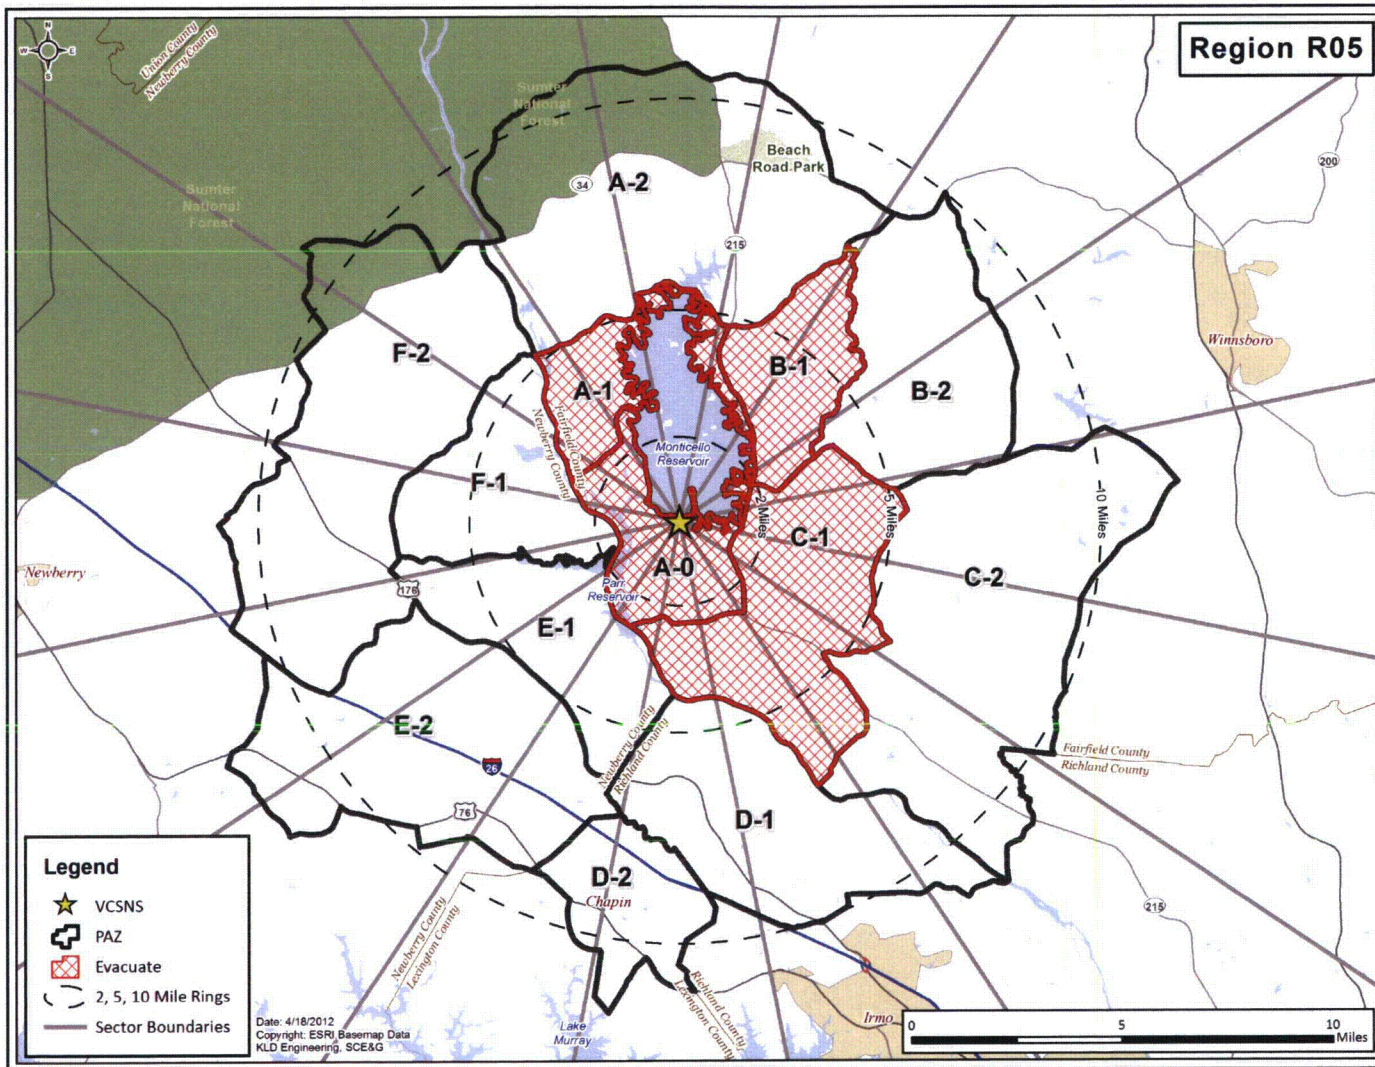 Region R05
N
W E
S
Union County
Newberry County
Sumter
National
Forest
Sumter
National
Forest
Beach
Road Park
200
34
A-2
215
Winnsboro
F-2
A-1
B-1
B-2
Fairfield County
Newberry County
Monticello
Reservoir
F-1
2 Miles
5 Miles
10 Miles
C-1
A-0
C-2
Newberry
176
Parr
Reservoir
E-1
E-2
Newberry County
Richland County
Fairfield County
Richland County
26
76
D-1
D-2
Chapin
215
Newberry County
Lexington County
Richland County
Lexington County
Irmo
Lake
Murray
Legend
VCSNS
PAZ
Evacuate
2, 5, 10 Mile Rings
Sector Boundaries
Date: 4/18/2012
Copyright: ESRI Basemap Data
KLD Engineering, SCE&G
0 5 10
Miles